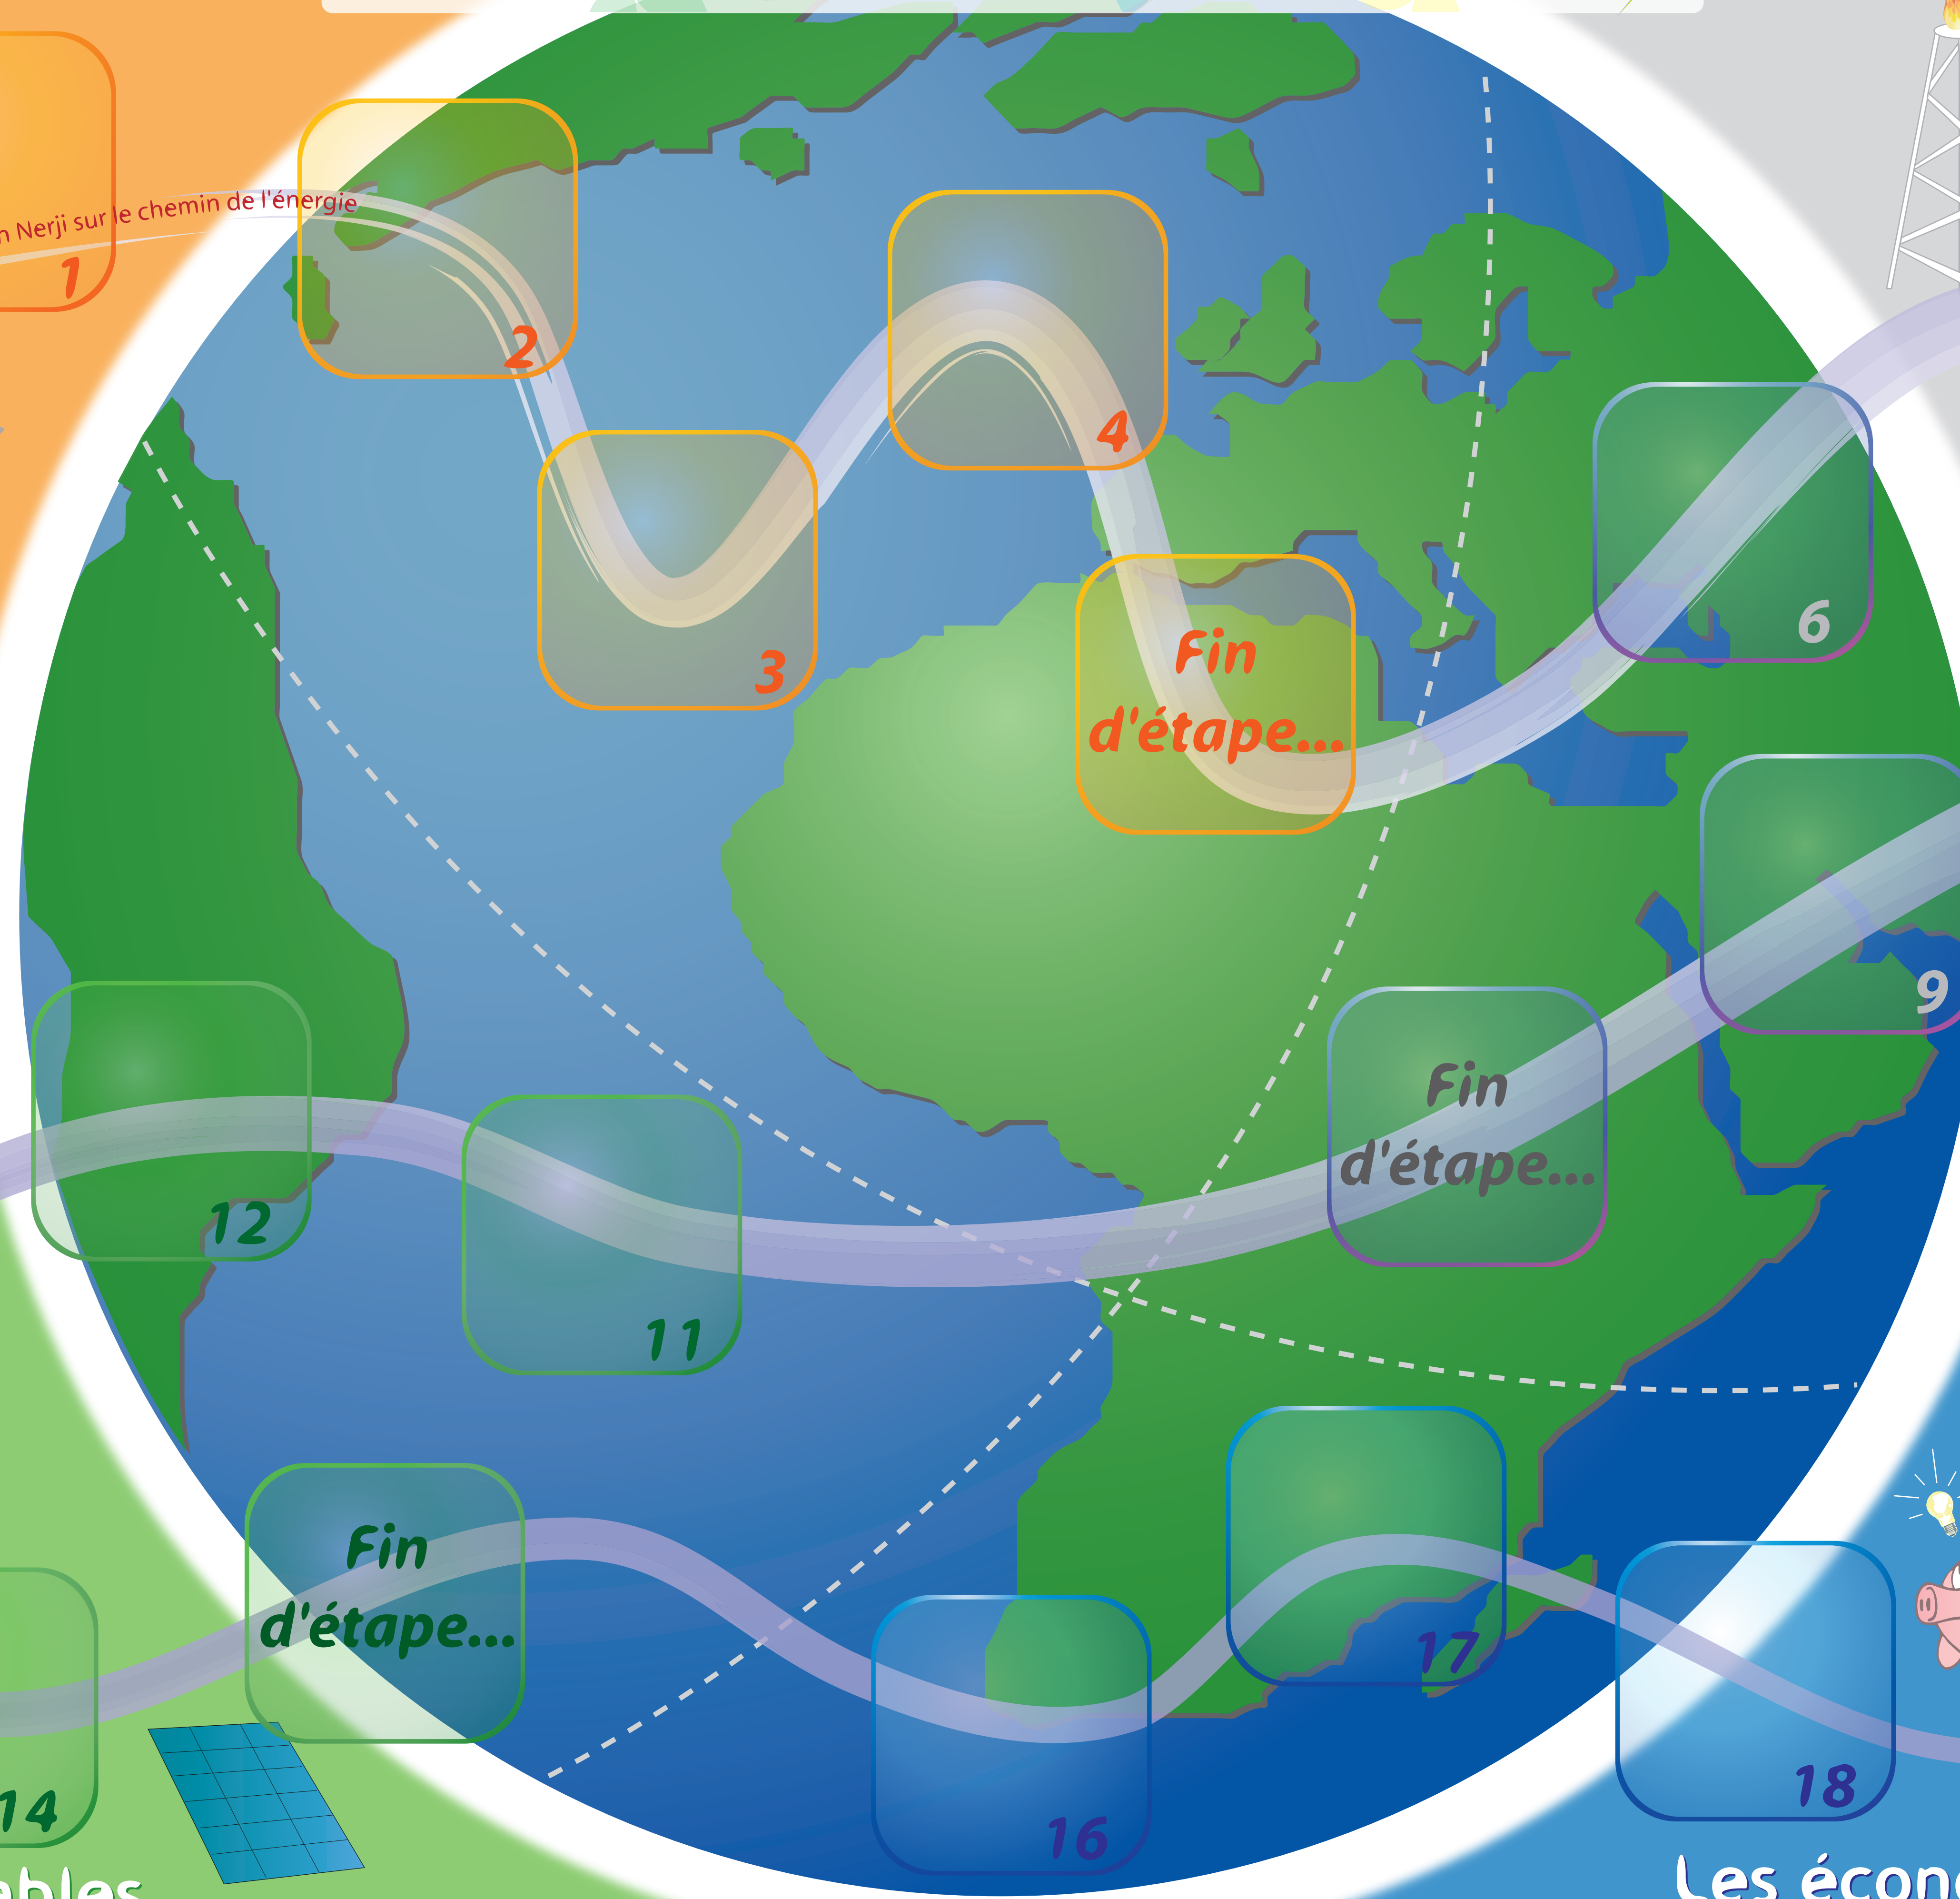 Nerji sur le chemin de l'énergie
1
2
3
4
Fin
d'étape...
6
9
Fin
d'étape...
12
11
Fin
d'étape...
14
16
17
18
Les